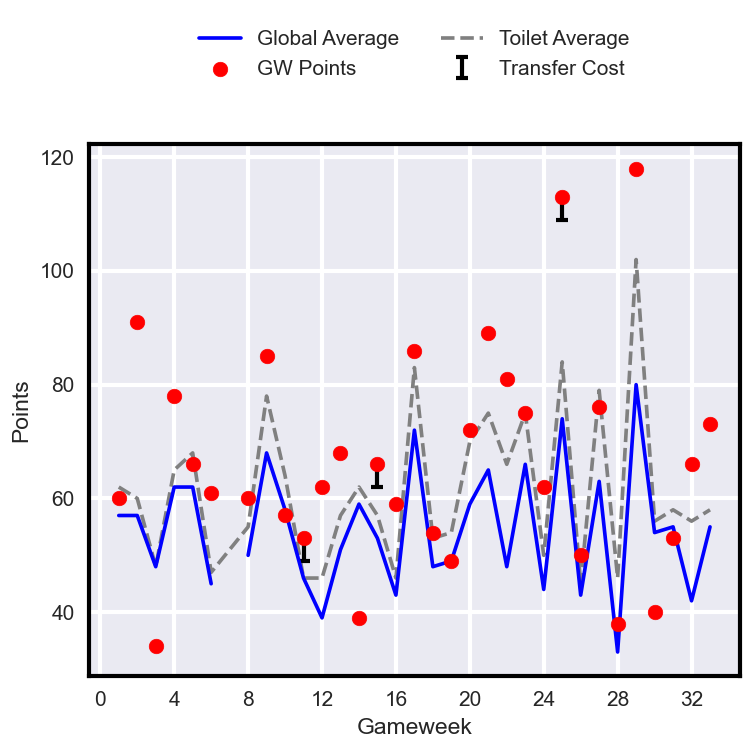 Global Average Toilet Average
GW Points Transfer Cost
120
100
80
60
40
Points
0 4 8 12 16 20 24 28 32
Gameweek